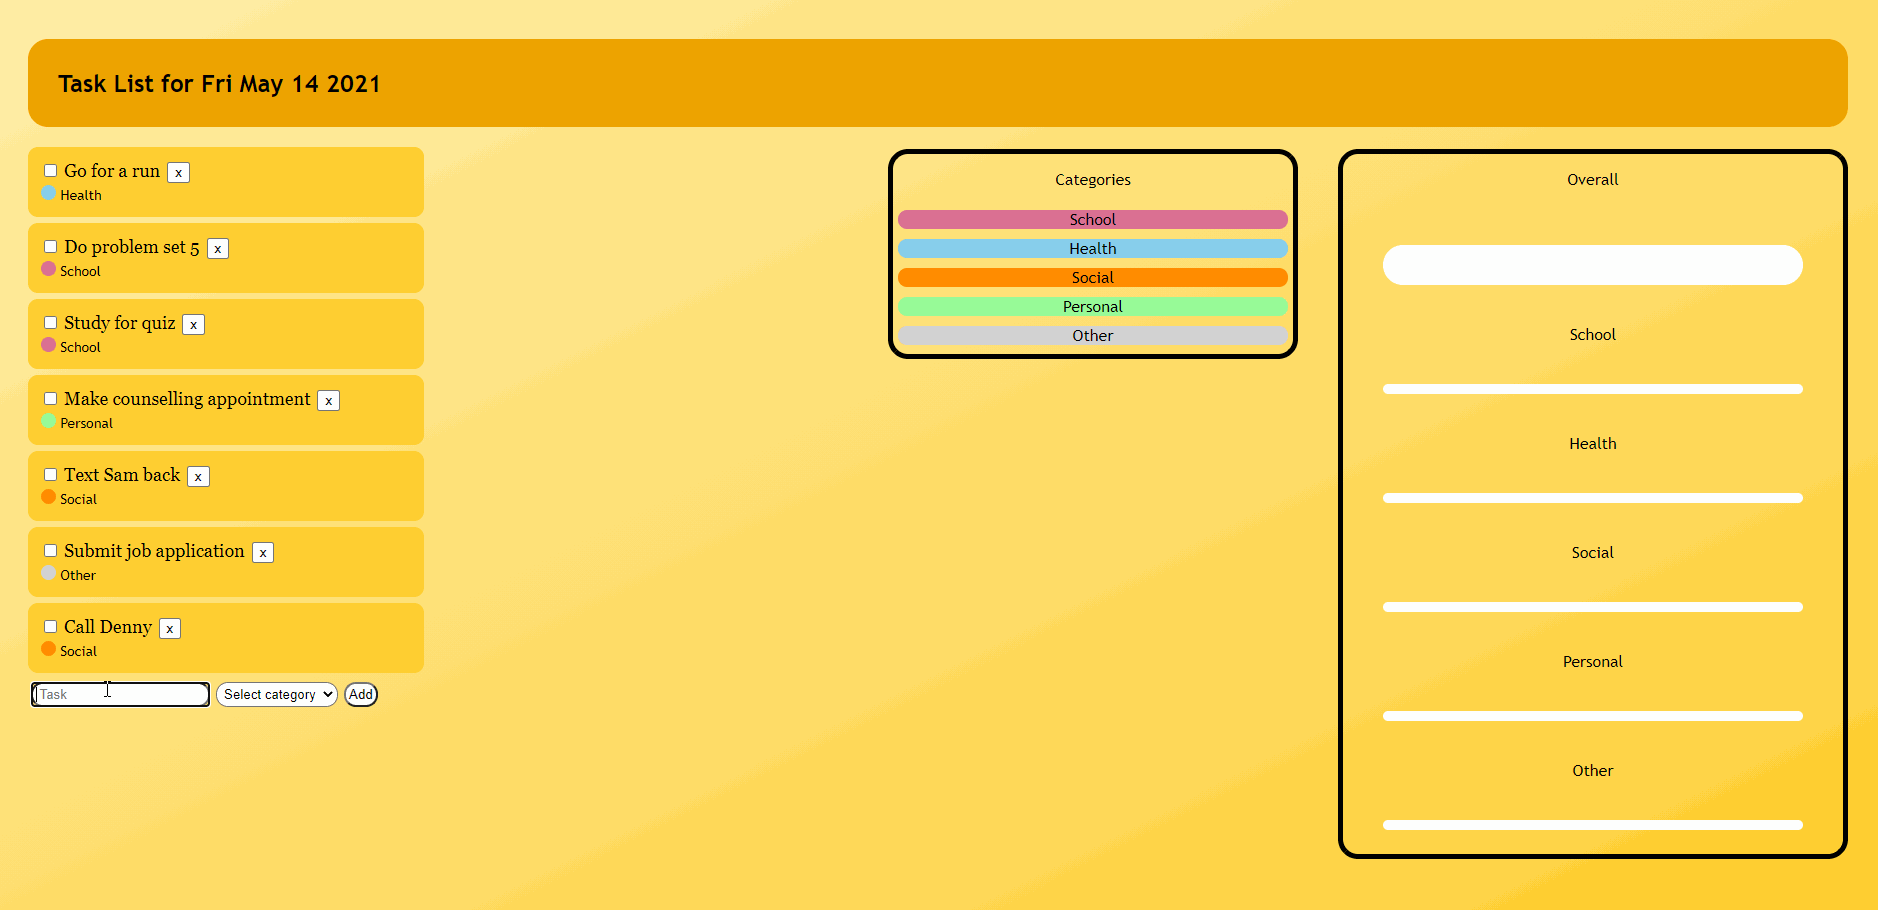 Task List for Fri May 14 2021
Go for a run x
Health
Do problem set 5 x
School
Study for quiz x
School
Make counselling appointment x
Personal
Text Sam back x
Social
Submit job application x
Other
Call Denny x
Social
Task Select category Add
Categories
School
Health
Social
Personal
Other
Overall
School
Health
Social
Personal
Other